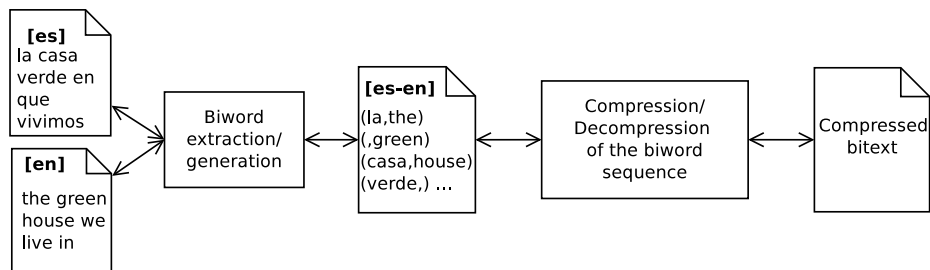 [es]
la casa
verde en
que
vivimos
[en]
the green
house we
live in
Biword
extraction/
generation
[es-en]
(la,the)
(,green)
(casa,house)
(verde,) ...
Compression/
Decompression
of the biword
sequence
Compressed
bitext